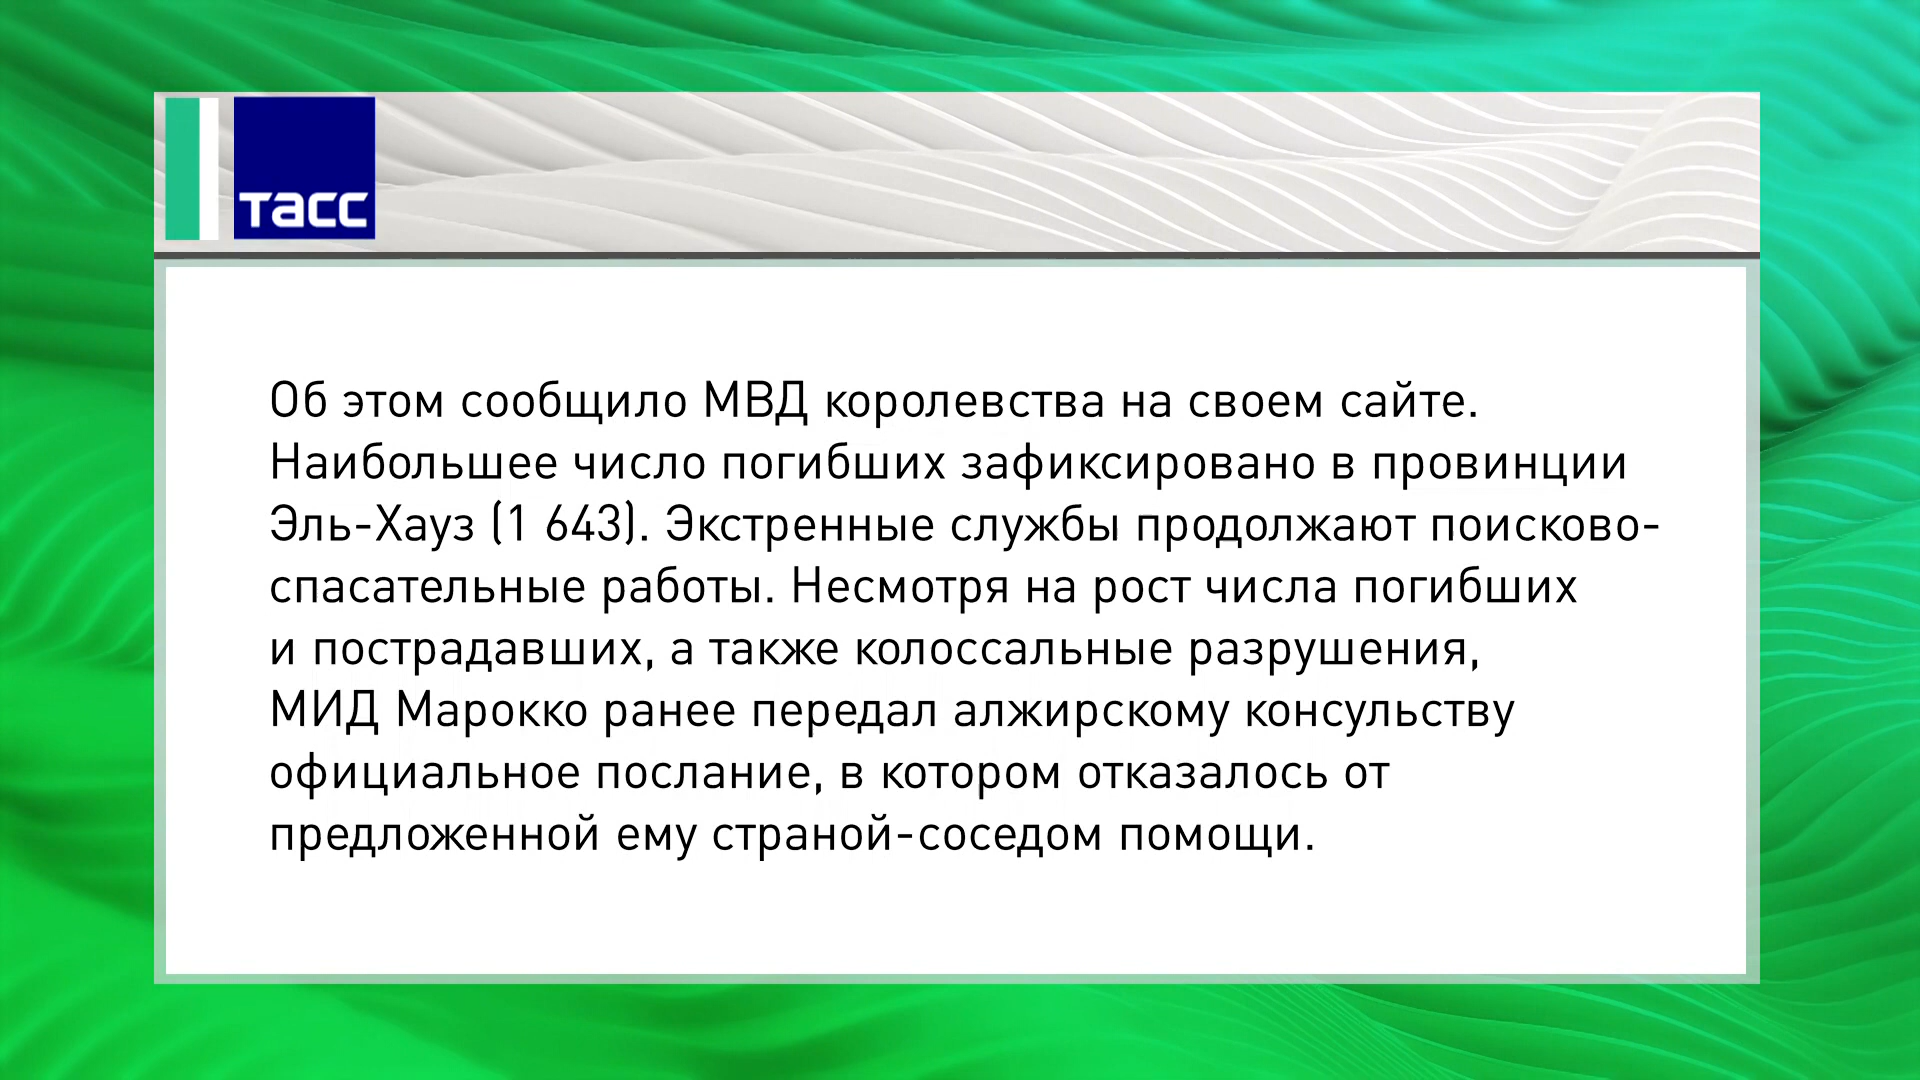 тасс
Об этом сообщило МВД королевства на своем сайте.
Наибольшее число погибших зафиксировано в провинции
Эль-Хауз (1 643). Экстренные службы продолжают поисково-
спасательные работы. Несмотря на рост числа погибших
и пострадавших, а также колоссальные разрушения,
МИД Марокко ранее передал алжирскому консульству
официальное послание, в котором отказалось от
предложенной ему страной-соседом помощи.